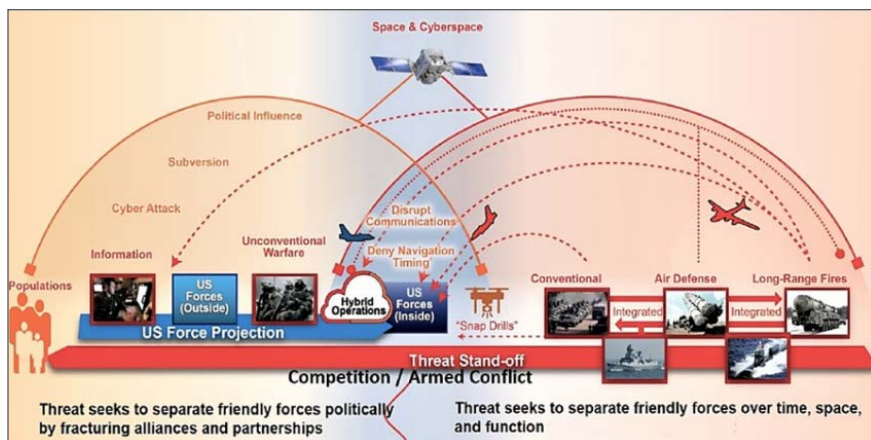 Space & Cyberspace
Political Influence
Subversion
Cyber Attack
Disrupt
Communications
Deny Navigation
Timing
Information
Unconventional
Warfare
Populations
US
Forces
(Outside)
Hybrid
Operations
US
Forces
(Inside)
Conventional
Air Defense
Long-Range Fires
Integrated
Integrated
US Force Projection
"Snap Drills"
Threat Stand-off
Competition / Armed Conflict
Threat seeks to separate friendly forces politically
by fracturing alliances and partnerships
Threat seeks to separate friendly forces over time, space,
and function